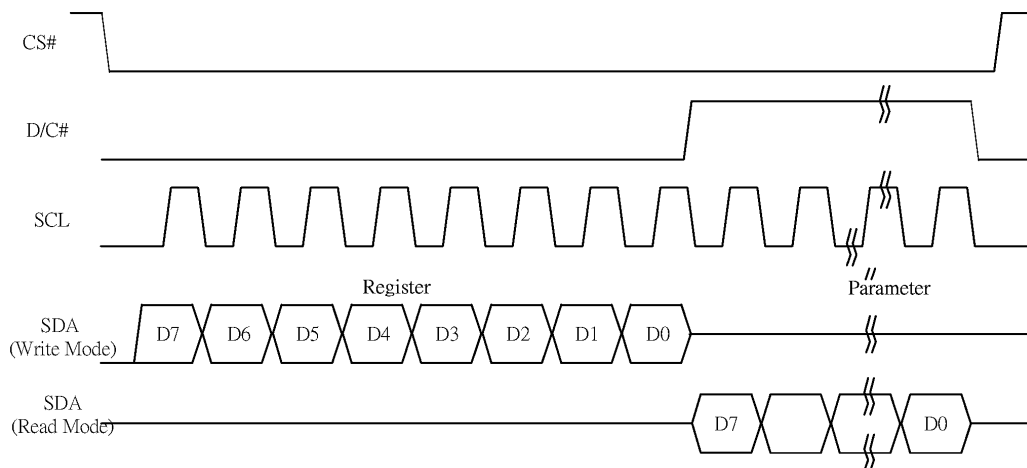 CS#
D/C#
SCL
Register
Parameter
SDA
(Write Mode)
D7
D6
D5
D4
D3
D2
D1
D0
SDA
(Read Mode)
D7
D0